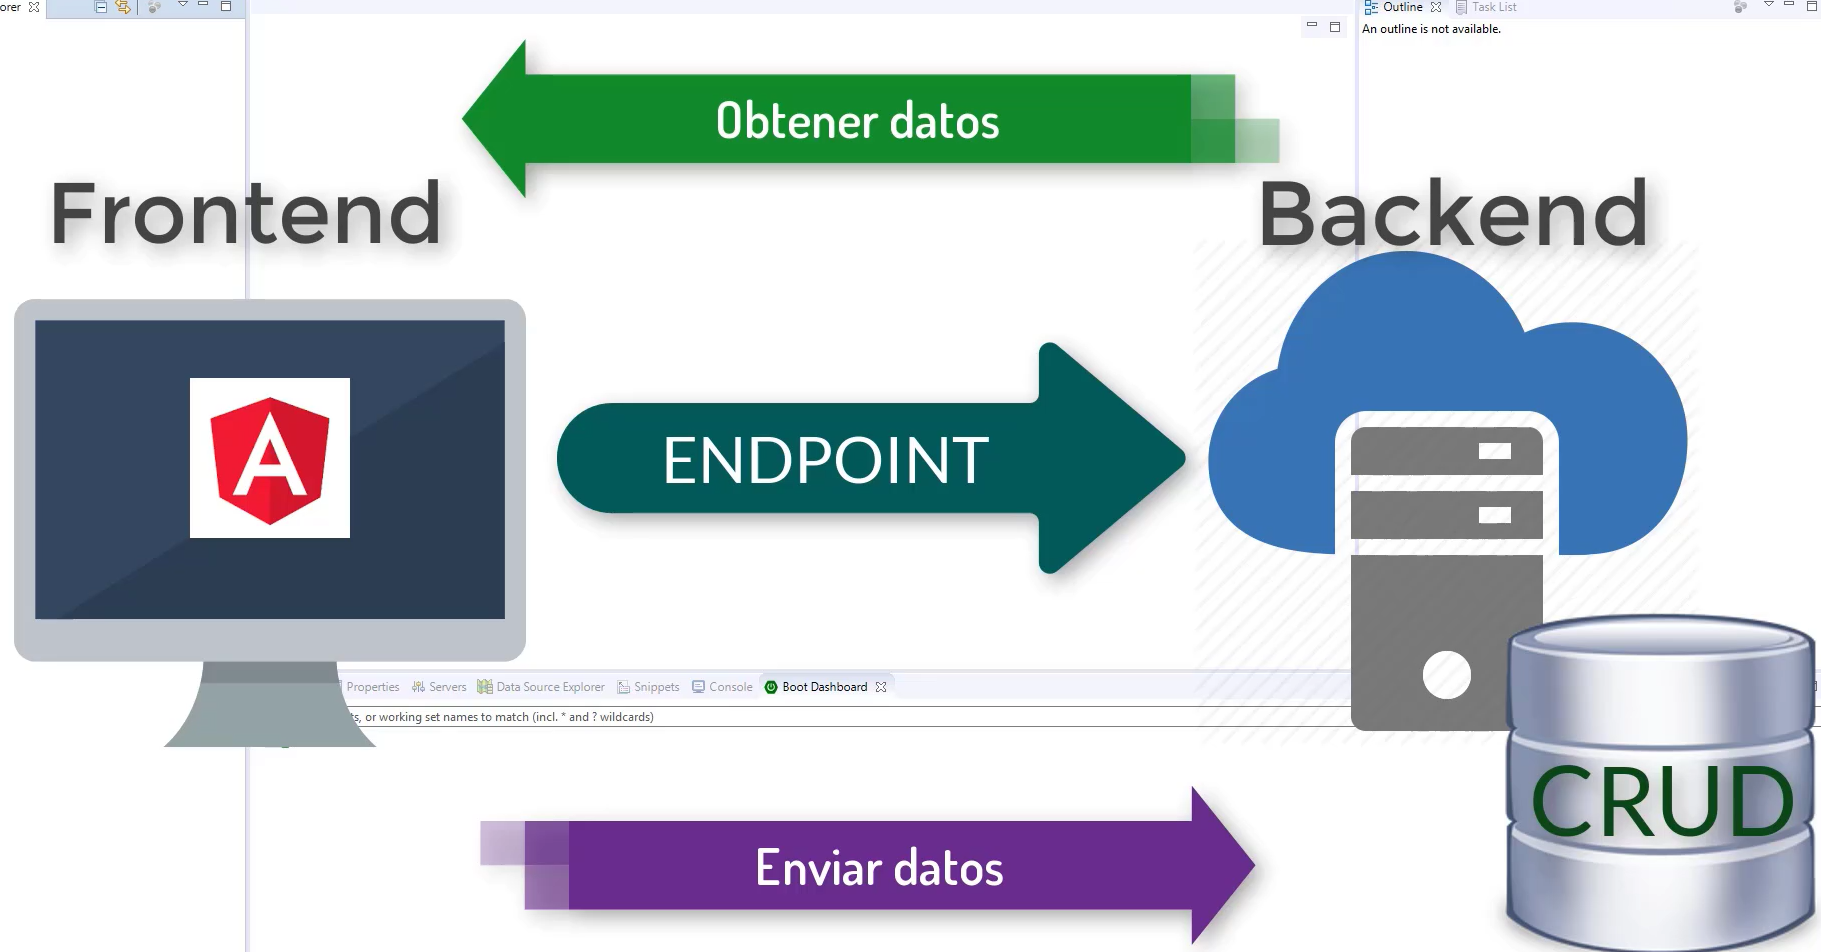 orer
Outline
Task List
An outline is not available.
Obtener datos
Frontend
Backend
A
ENDPOINT
Properties
Servers
Data Source Explorer
Snippets
Console
Boot Dashboard
ts, or working set names to match (incl. * and ? wildcards)
CRUD
Enviar datos